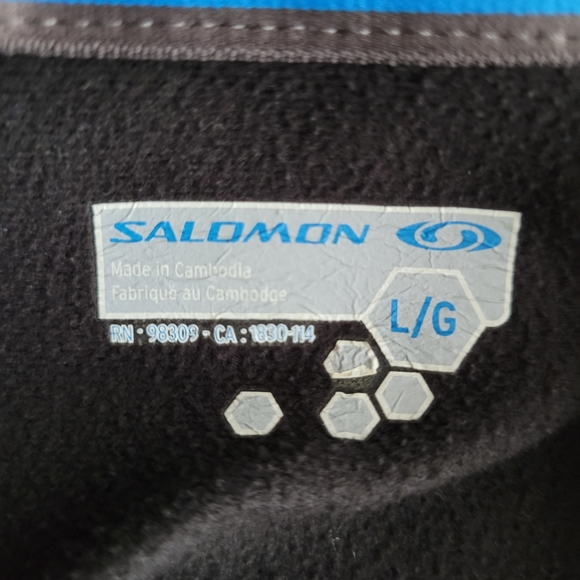 SALOMON
Made in Cambodia
Fabriqué au Cambodge
L/G
RN : 98309 - CA : 1830-114